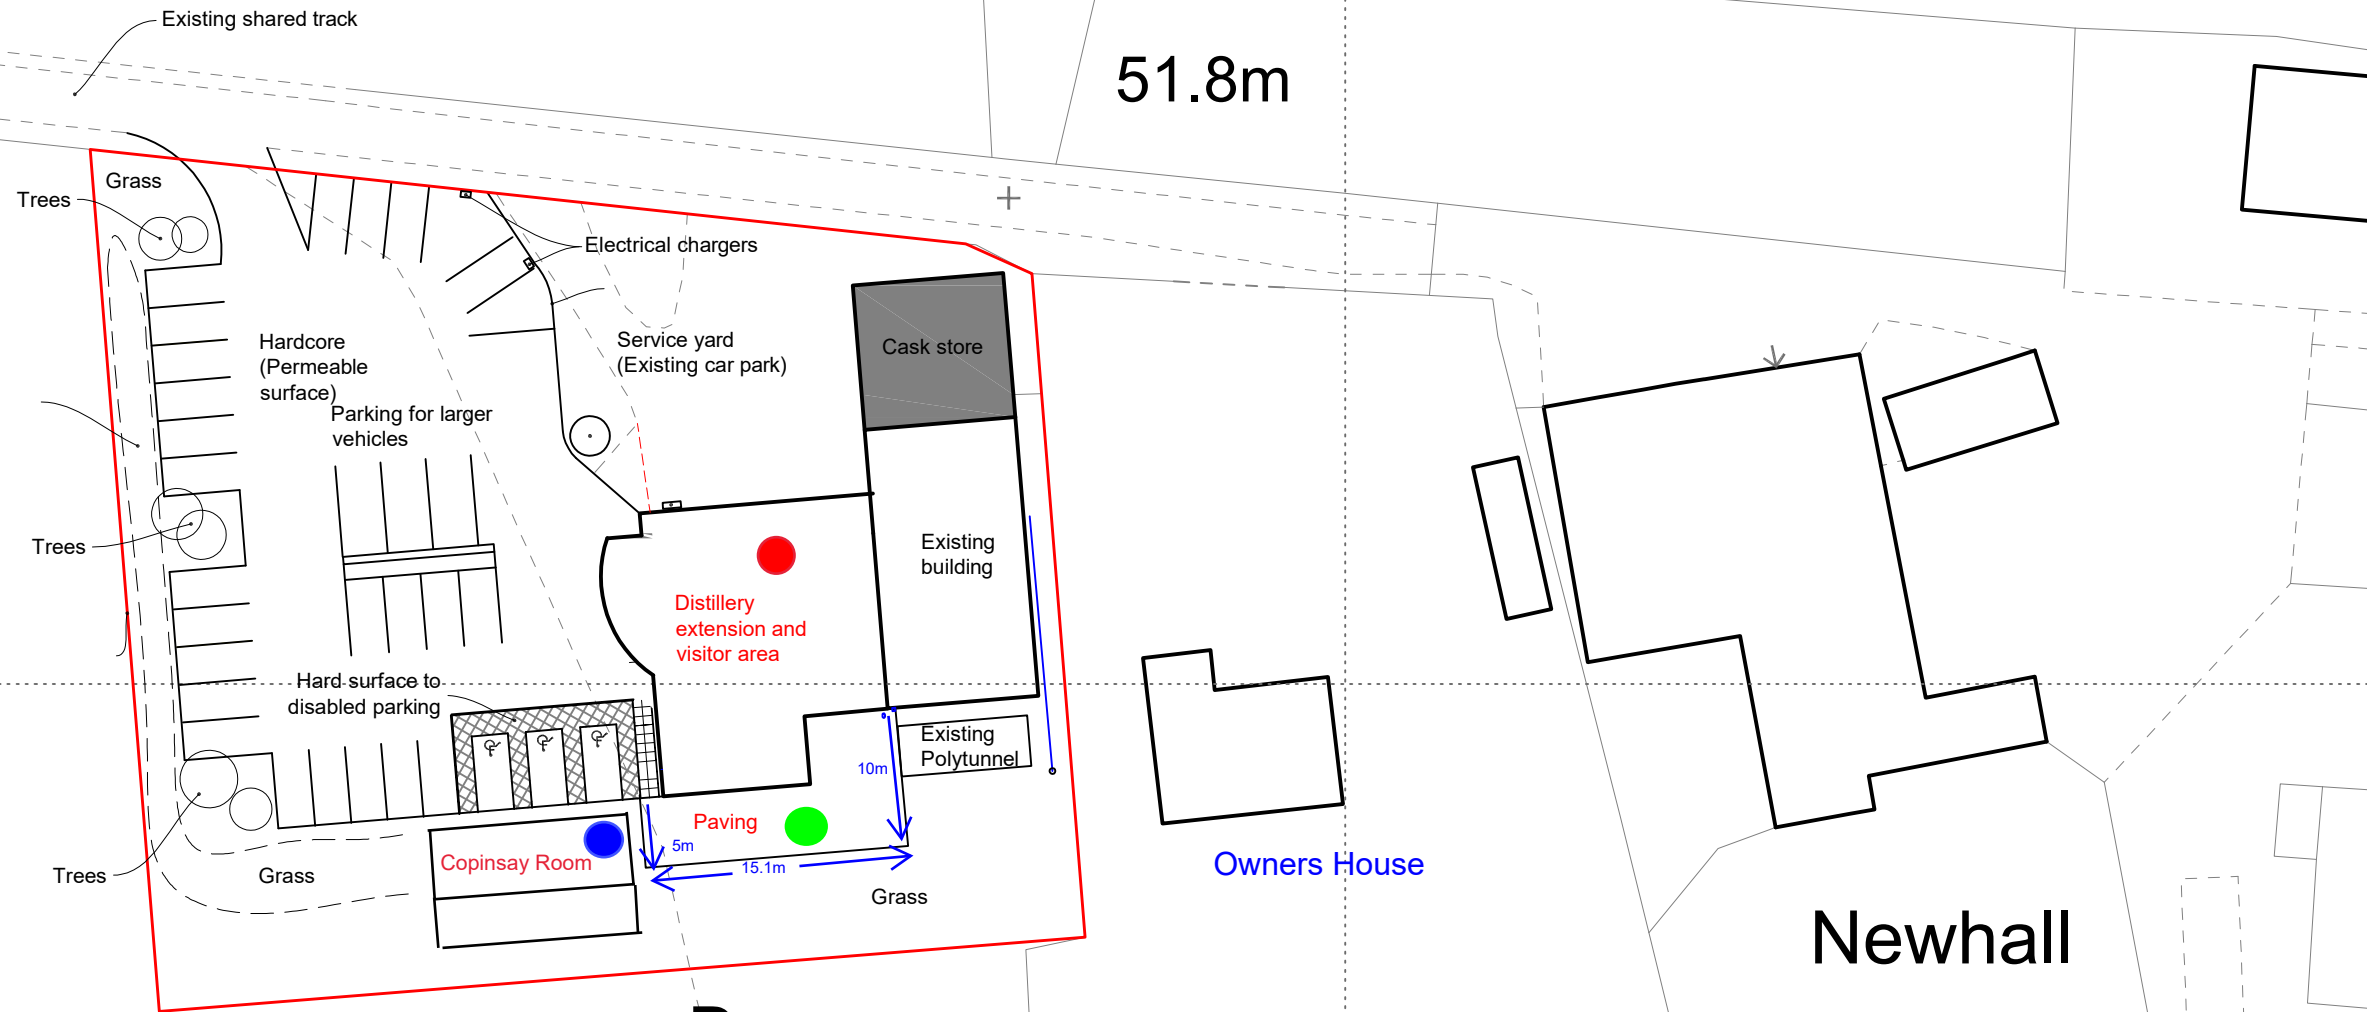 Existing shared track
51.8m
Grass
Trees
Electrical chargers
Hardcore
(Permeable
surface)
Service yard
(Existing car park)
Cask store
Parking for larger
vehicles
Trees
Existing
building
Distillery
extension and
visitor area
Hard surface to
disabled parking
Existing
Polytunnel
10m
Paving
5m
15.1m
Copinsay Room
Trees
Grass
Grass
Owners House
Newhall